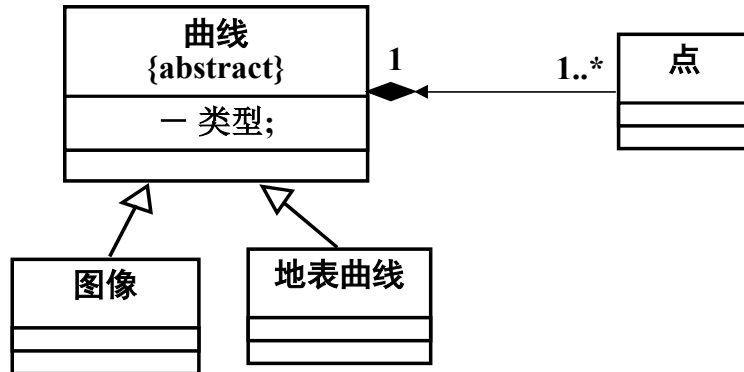 曲线
{abstract}
－ 类型;
1
1..*
点
图像
地表曲线